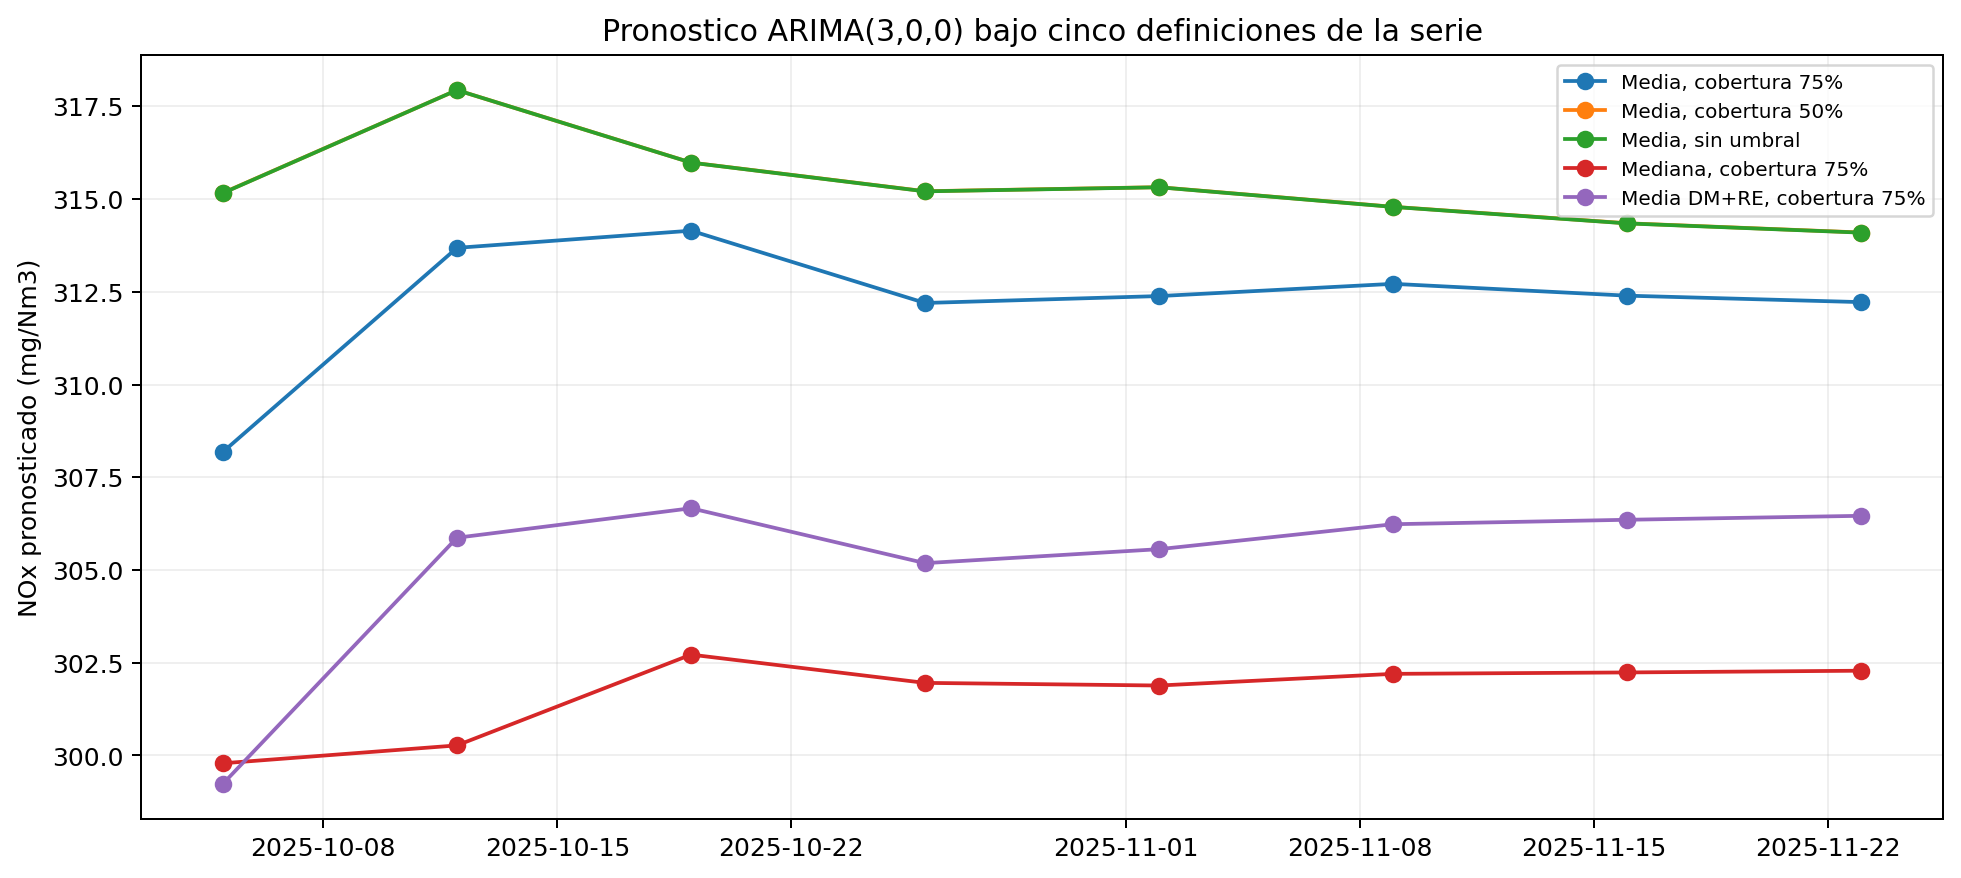 Pronostico ARIMA(3,0,0) bajo cinco definiciones de la serie
NOx pronosticado (mg/Nm3)
317.5
315.0
312.5
310.0
307.5
305.0
302.5
300.0
Media, cobertura 75%
Media, cobertura 50%
Media, sin umbral
Mediana, cobertura 75%
Media DM+RE, cobertura 75%
2025-10-08 2025-10-15 2025-10-22 2025-11-01 2025-11-08 2025-11-15 2025-11-22